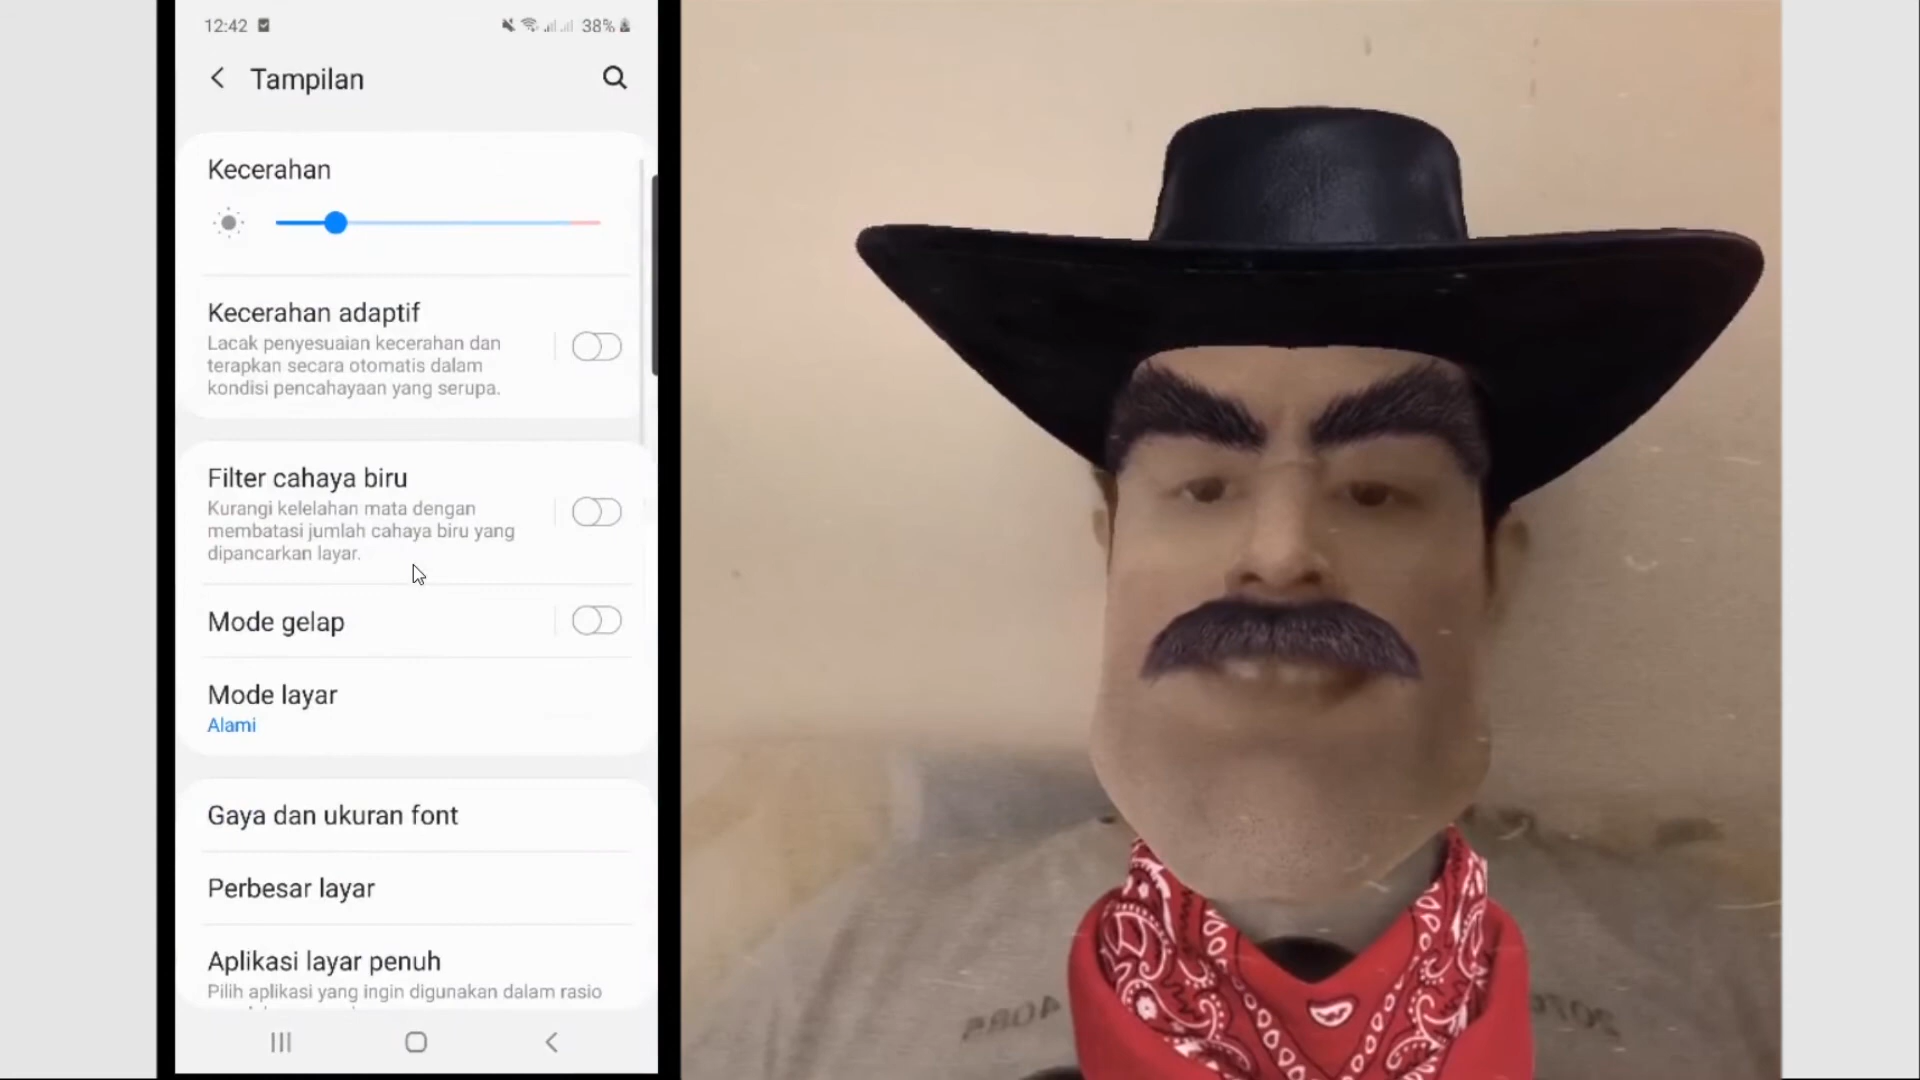 12:42
38%
Tampilan
Kecerahan
Kecerahan adaptif
Lacak penyesuaian kecerahan dan
terapkan secara otomatis dalam
kondisi pencahayaan yang serupa.
Filter cahaya biru
Kurangi kelelahan mata dengan
membatasi jumlah cahaya biru yang
dipancarkan layar.
Mode gelap
Mode layar
Alami
Gaya dan ukuran font
Perbesar layar
Aplikasi layar penuh
Pilih aplikasi yang ingin digunakan dalam rasio